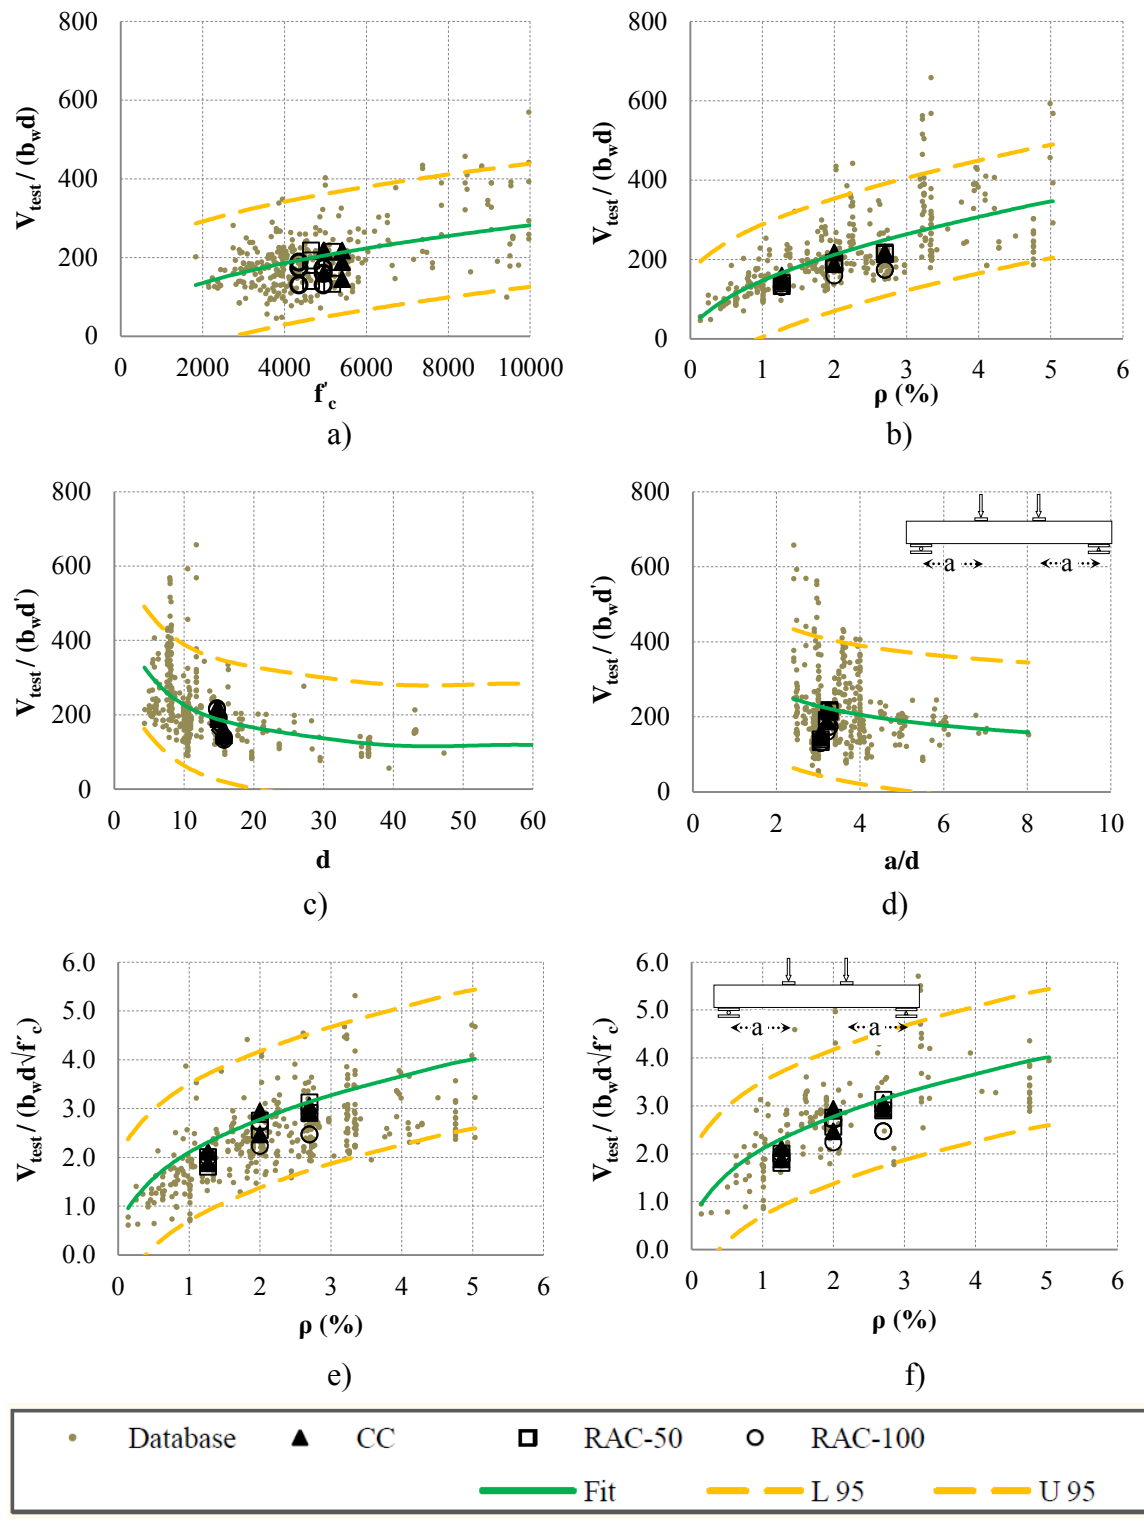 800
600
400
200
0
V_test / (b_w d)
0 2000 4000 6000 8000 10000
f'_c
a)
800
600
400
200
0
V_test / (b_w d)
0 1 2 3 4 5 6
ρ (%)
b)
800
600
400
200
0
V_test / (b_w d')
0 10 20 30 40 50 60
d
c)
800
600
400
200
0
V_test / (b_w d')
a a
0 2 4 6 8 10
a/d
d)
6.0
5.0
4.0
3.0
2.0
1.0
0.0
V_test / (b_w d√f'_c)
0 1 2 3 4 5 6
ρ (%)
e)
6.0
5.0
4.0
3.0
2.0
1.0
0.0
V_test / (b_w d√f'_c)
a a
0 1 2 3 4 5 6
ρ (%)
f)
Database CC RAC-50 RAC-100
Fit L 95 U 95